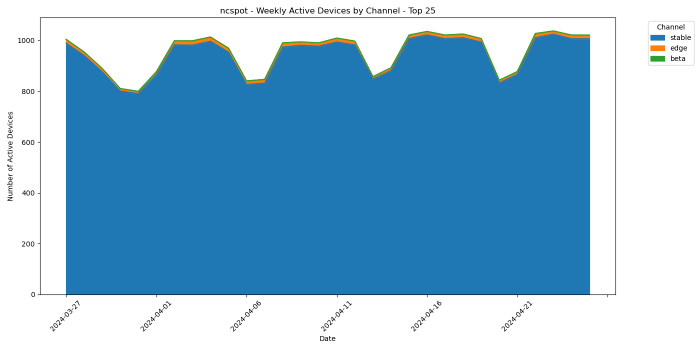 ncspot - Weekly Active Devices by Channel - Top 25
Channel
stable
edge
beta
Number of Active Devices
1000
800
600
400
200
0
2024-03-27
2024-04-01
2024-04-06
2024-04-11
2024-04-16
2024-04-21
Date